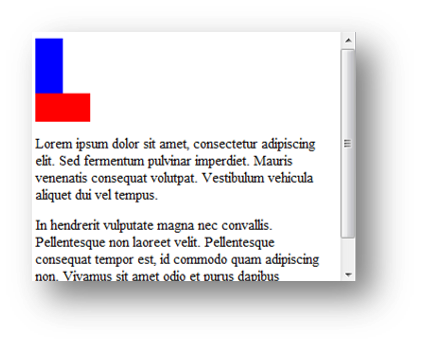 Lorem ipsum dolor sit amet, consectetur adipiscing
elit. Sed fermentum pulvinar imperdiet. Mauris
venenatis consequat volutpat. Vestibulum vehicula
aliquet dui vel tempus.
In hendrerit vulputate magna nec convallis.
Pellentesque non laoreet velit. Pellentesque
consequat tempor est, id commodo quam adipiscing
non. Vivamus sit amet odio et purus dapibus